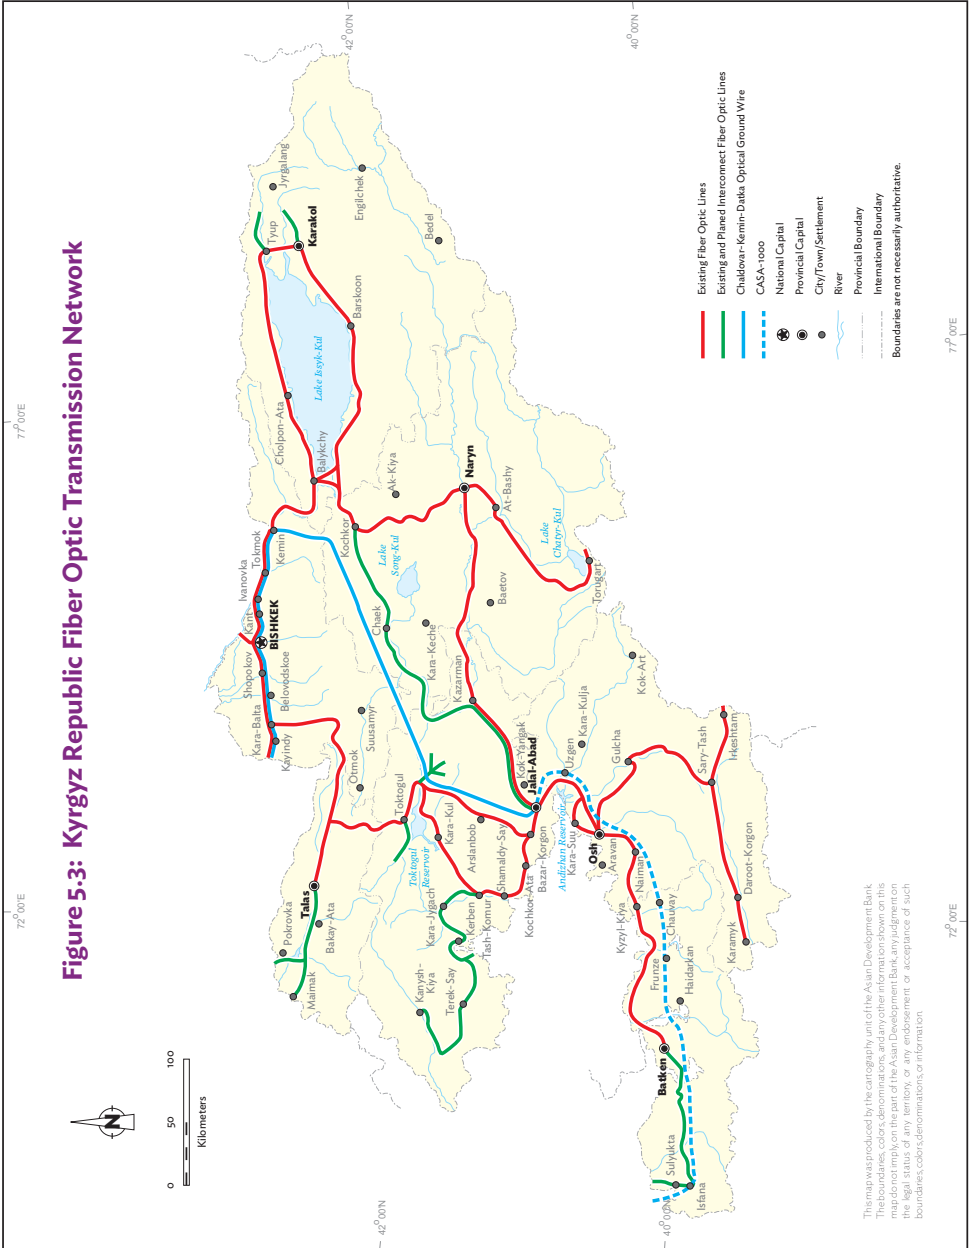 Figure 5.3: Kyrgyz Republic Fiber Optic Transmission Network
72°00'E
77°00'E
42°00'N
42°00'N
40°00'N
40°00'N
72°00'E
77°00'E
N
0
50
100
Kilometers
Pokrovka
Maimak
Talas
Bakay-Ata
Kara-Balta
Kayindy
Shopokov
Belovodskoe
Kant
BISHKEK
Ivanovka
Tokmok
Kemin
Otmok
Suusamyr
Cholpon-Ata
Balykchy
Lake Issyk-Kul
Tyup
Jyrgalang
Karakol
Barskoon
Engilchek
Bedel
Kochkor
Ak-Kiya
Lake
Song-Kul
Chaek
Kara-Keche
Naryn
At-Bashy
Baetov
Lake
Chatyr-Kul
Torugart
Kazarman
Toktogul
Toktogul
Reservoir
Kara-Kul
Arslanbob
Shamaldy-Say
Kochkor-Ata
Bazar-Korgon
Kara-Jygach
Kerben
Tash-Komur
Kanysh-
Kiya
Terek-Say
Kok-Yangak
Jalal-Abad
Andizhan Reservoir
Kara-Suu
Uzgen
Kara-Kulja
Kok-Art
Osh
Aravan
Gulcha
Naiman
Kyzyl-Kiya
Chauway
Frunze
Haidarkan
Batken
Sulyukta
Isfana
Sary-Tash
Irkeshtam
Daroot-Korgon
Karamyk
Existing Fiber Optic Lines
Existing and Planed Interconnect Fiber Optic Lines
Chaldovar-Kemin-Datka Optical Ground Wire
CASA-1000
National Capital
Provincial Capital
City/Town/Settlement
River
Provincial Boundary
International Boundary
Boundaries are not necessarily authoritative.
This map was produced by the cartography unit of the Asian Development Bank.
The boundaries, colors, denominations, and any other information shown on this
map do not imply, on the part of the Asian Development Bank, any judgment on
the legal status of any territory, or any endorsement or acceptance of such
boundaries, colors, denominations, or information.